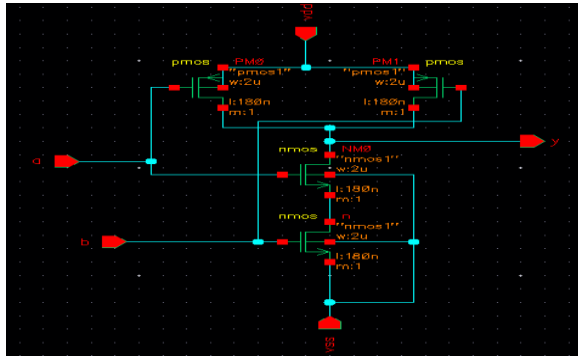 vdd
pmos PM0 PM1 pmos
"pmos1" "pmos1"
w:2u w:2u
l:180n l:180n
m:1 m:1
y
nmos NM0
"nmos1"
w:2u
a
l:180n
m:1
nmos n
"nmos1"
w:2u
b
l:180n
m:1
vss